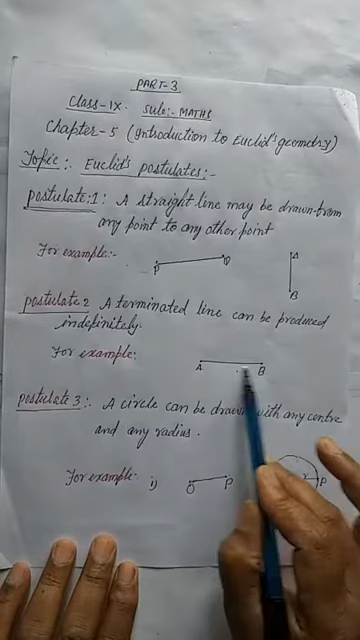 PART-3
Class-IX. Sub:- MATHS
Chapter-5 (Introduction to Euclid's geometry)
Topic:. Euclid's postulates:-
Postulate:1: A straight line may be drawn from
any point to any other point
For example:-
P Q A
B
postulate 2 A terminated line can be produced
indefinitely.
For example:
A B
postulate 3:. A circle can be drawn with any centre
and any radius.
For example: i) O P r P